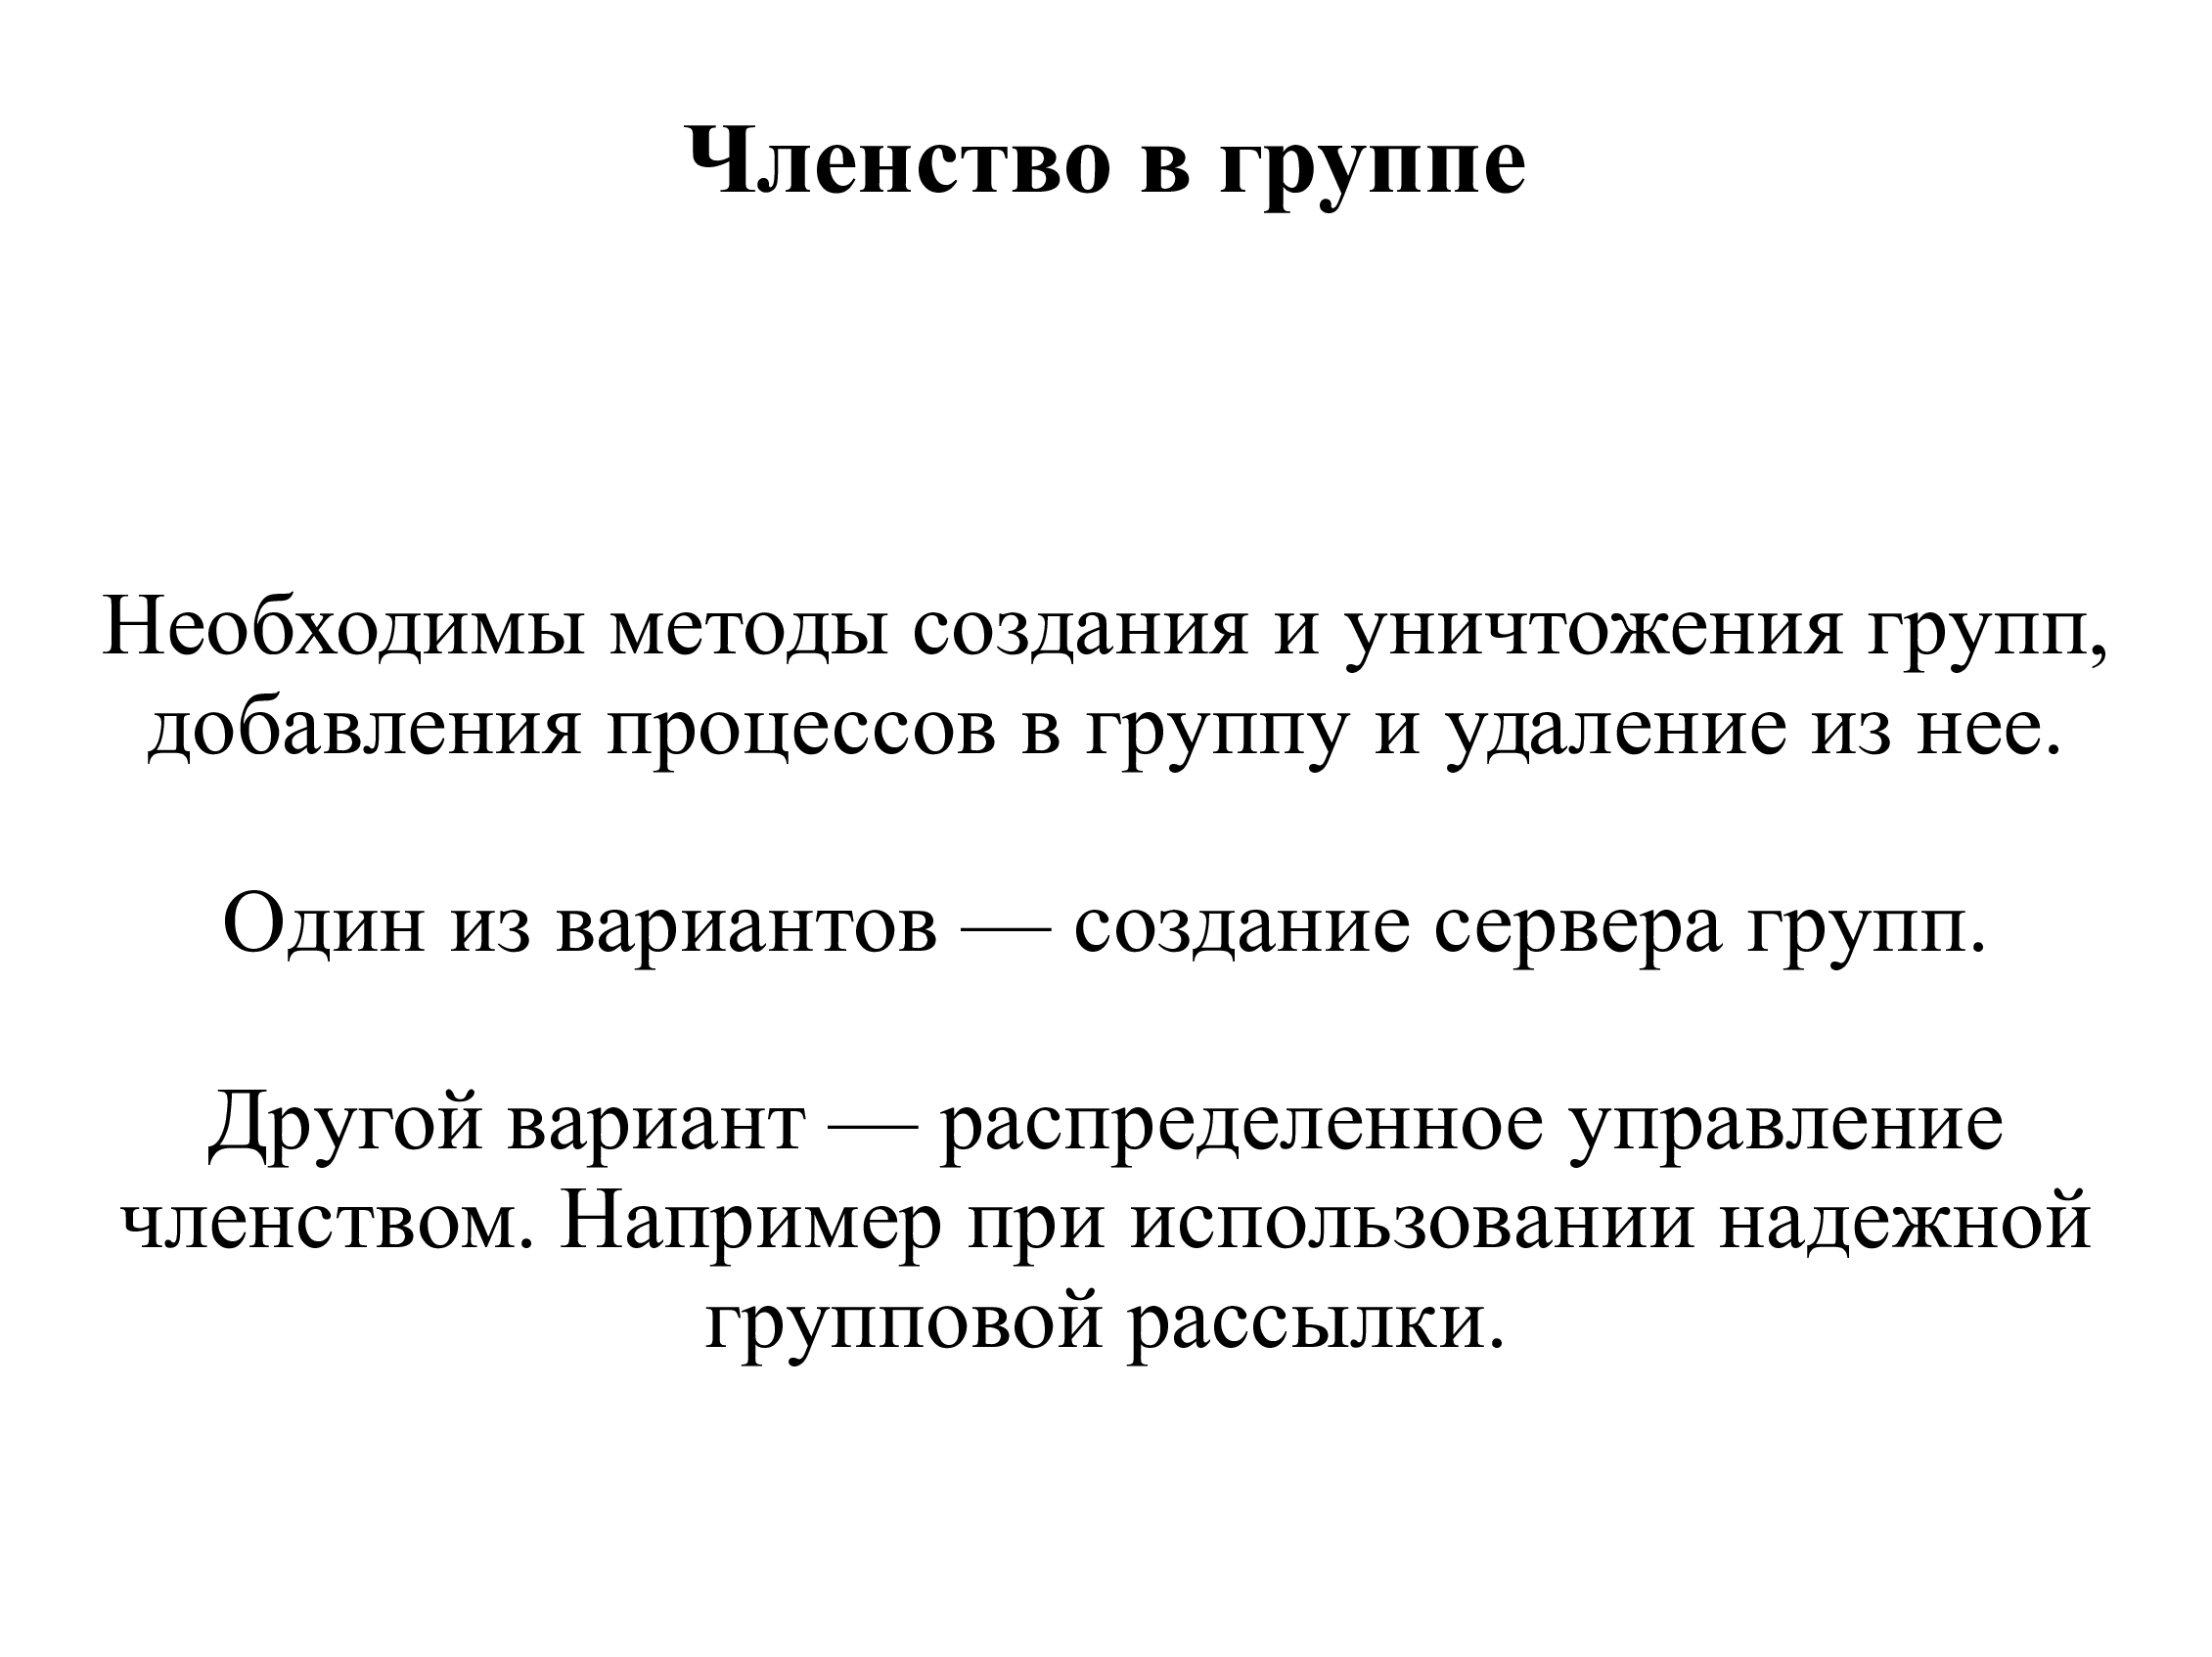 Членство в группе
Необходимы методы создания и уничтожения групп,
добавления процессов в группу и удаление из нее.
Один из вариантов — создание сервера групп.
Другой вариант — распределенное управление
членством. Например при использовании надежной
групповой рассылки.